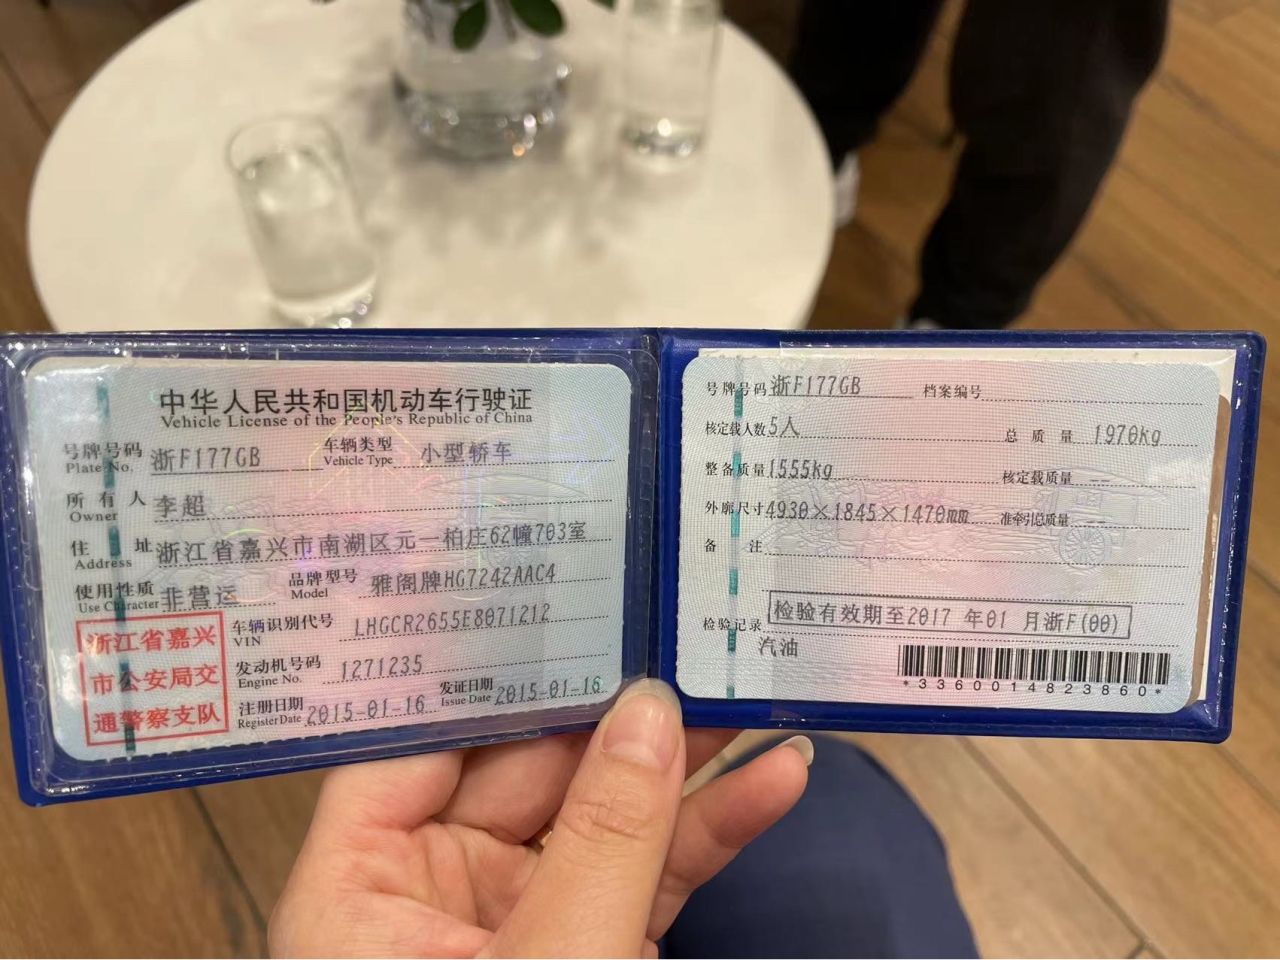 中华人民共和国机动车行驶证
Vehicle License of the People's Republic of China
号牌号码 浙F177GB 车辆类型 小型轿车
Plate No. Vehicle Type
所有人 李超
Owner
住址 浙江省嘉兴市南湖区元一柏庄62幢703室
Address
使用性质 非营运 品牌型号 雅阁牌HG7242AAC4
Use Character Model
浙江省嘉兴
市公安局交
通警察支队
车辆识别代号 LHGCR2655E8071212
VIN
发动机号码 1271235
Engine No.
注册日期 2015-01-16 发证日期 2015-01-16
Register Date Issue Date
号牌号码 浙F177GB 档案编号
核定载人数 5人 总质量 1970kg
整备质量 1555kg 核定载质量 --
外廓尺寸 4930×1845×1470mm 准牵引总质量 --
备注
检验记录 检验有效期至2017 年01 月浙F(00)
汽油
*3360014823860*